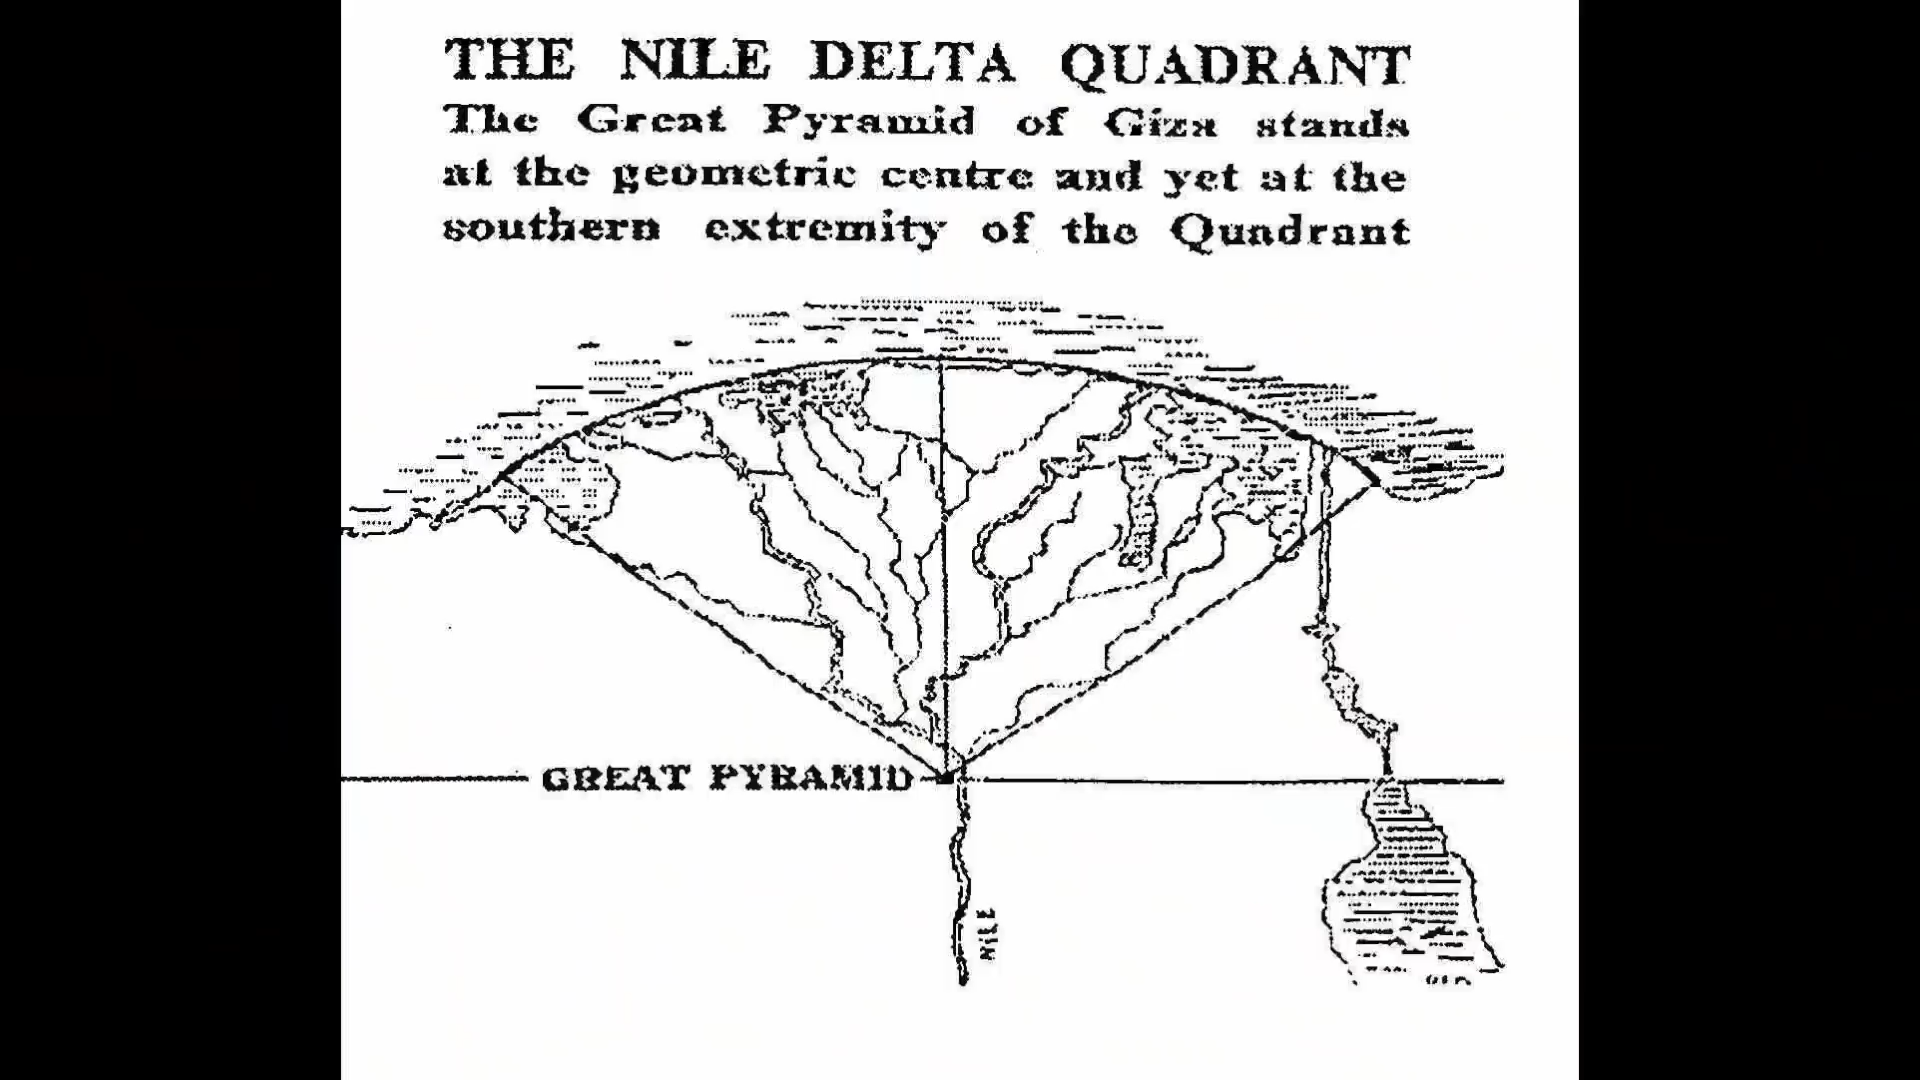 THE NILE DELTA QUADRANT
The Great Pyramid of Giza stands
at the geometric centre and yet at the
southern extremity of the Quadrant
GREAT PYRAMID
NILE